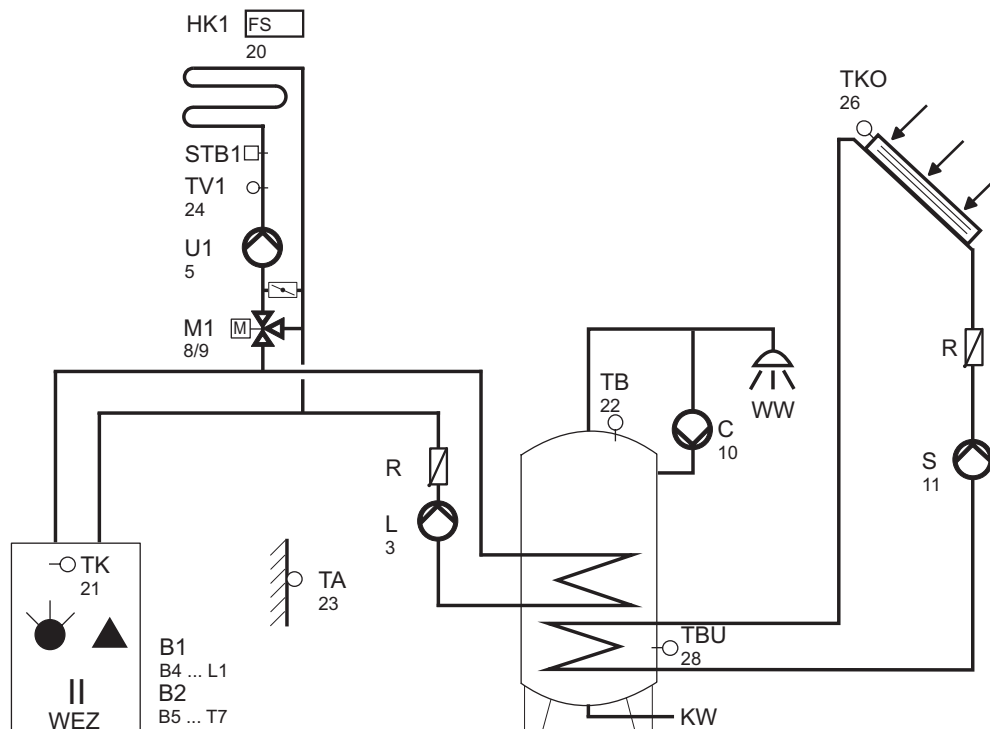 HK1 FS
20
TKO
26
STB1
TV1
24
U1
5
M1 M
8/9
R
TB
22
WW
C
10
R
S
11
L
3
TK
21
TA
23
B1
B4 ... L1
B2
B5 ... T7
II
WEZ
TBU
28
KW